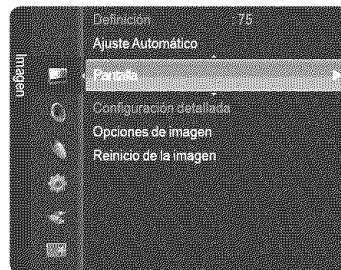 Imagen
Definición : 75
Ajuste Automático
Pantalla
Configuración detallada
Opciones de imagen
Reinicio de la imagen